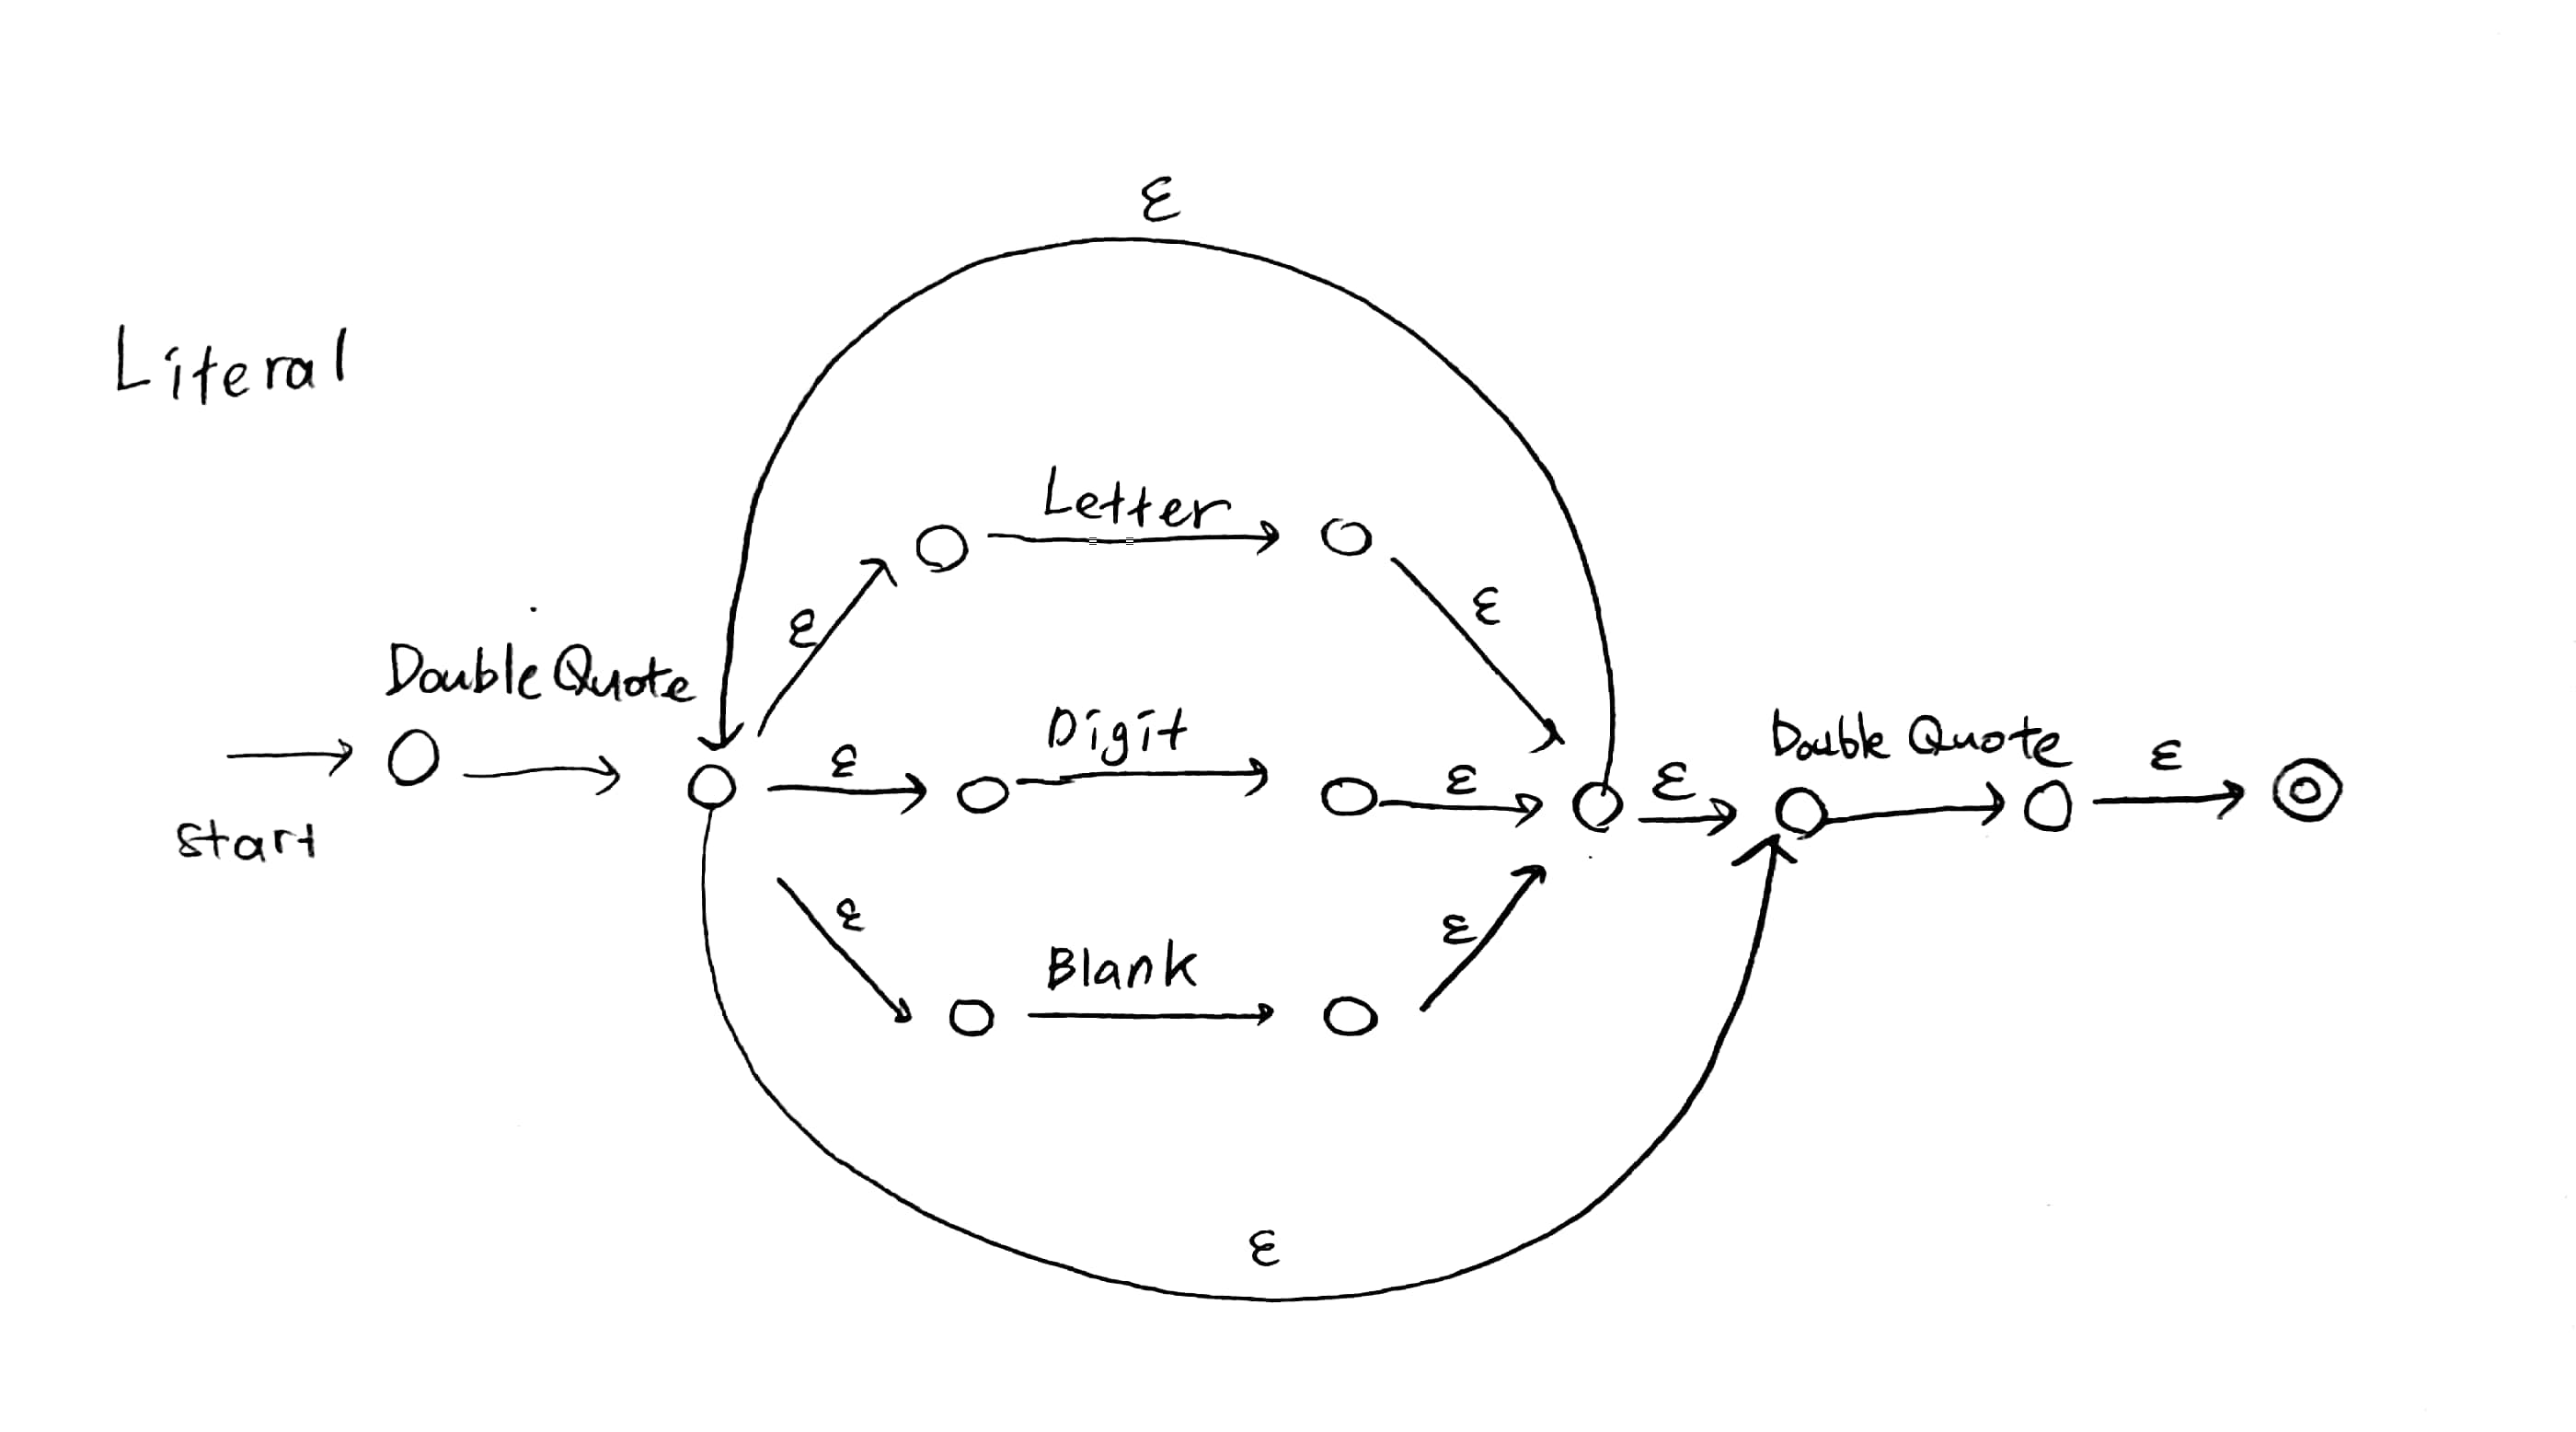 ε
Literal
Letter
ε
ε
Double Quote
Digit
Double Quote
ε
ε
ε
ε
start
ε
ε
Blank
ε